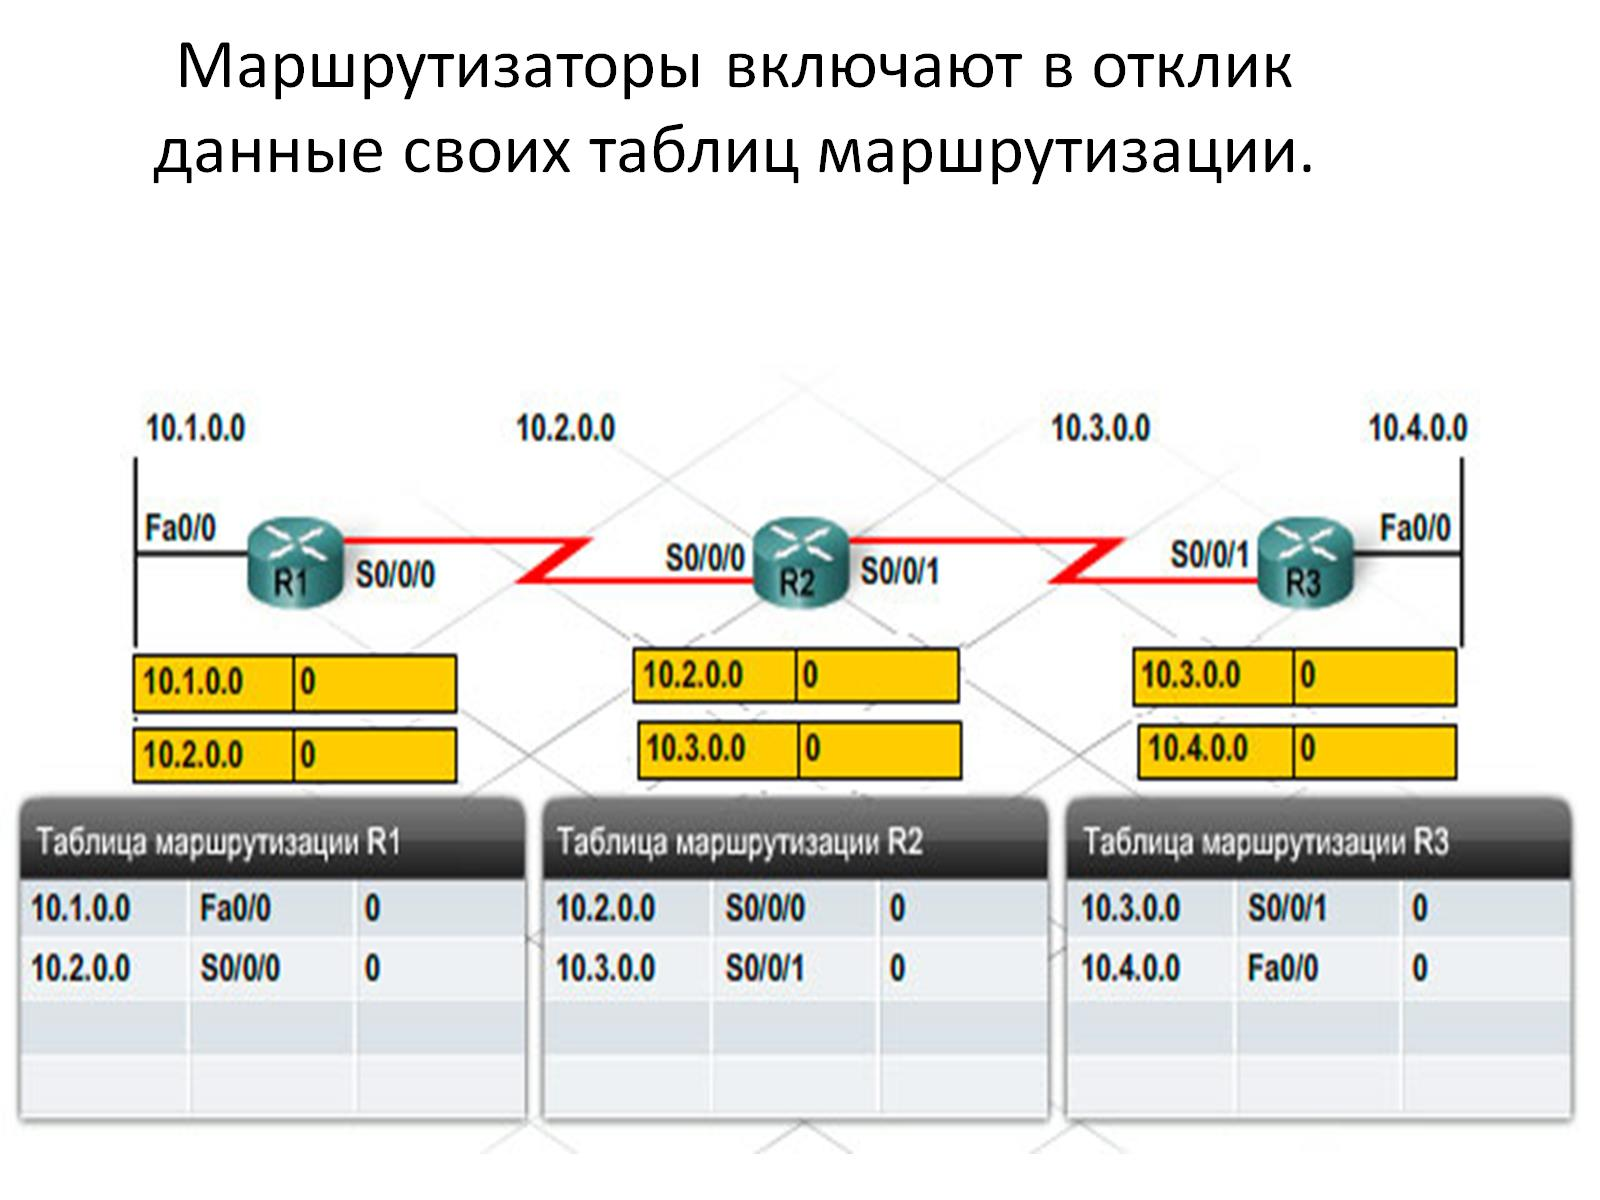 Маршрутизаторы включают в отклик
данные своих таблиц маршрутизации.
10.1.0.0 10.2.0.0 10.3.0.0 10.4.0.0
Fa0/0 R1 S0/0/0 S0/0/0 R2 S0/0/1 S0/0/1 R3 Fa0/0
10.1.0.0 0 10.2.0.0 0 10.3.0.0 0
10.2.0.0 0 10.3.0.0 0 10.4.0.0 0
Таблица маршрутизации R1 Таблица маршрутизации R2 Таблица маршрутизации R3
10.1.0.0 Fa0/0 0 10.2.0.0 S0/0/0 0 10.3.0.0 S0/0/1 0
10.2.0.0 S0/0/0 0 10.3.0.0 S0/0/1 0 10.4.0.0 Fa0/0 0